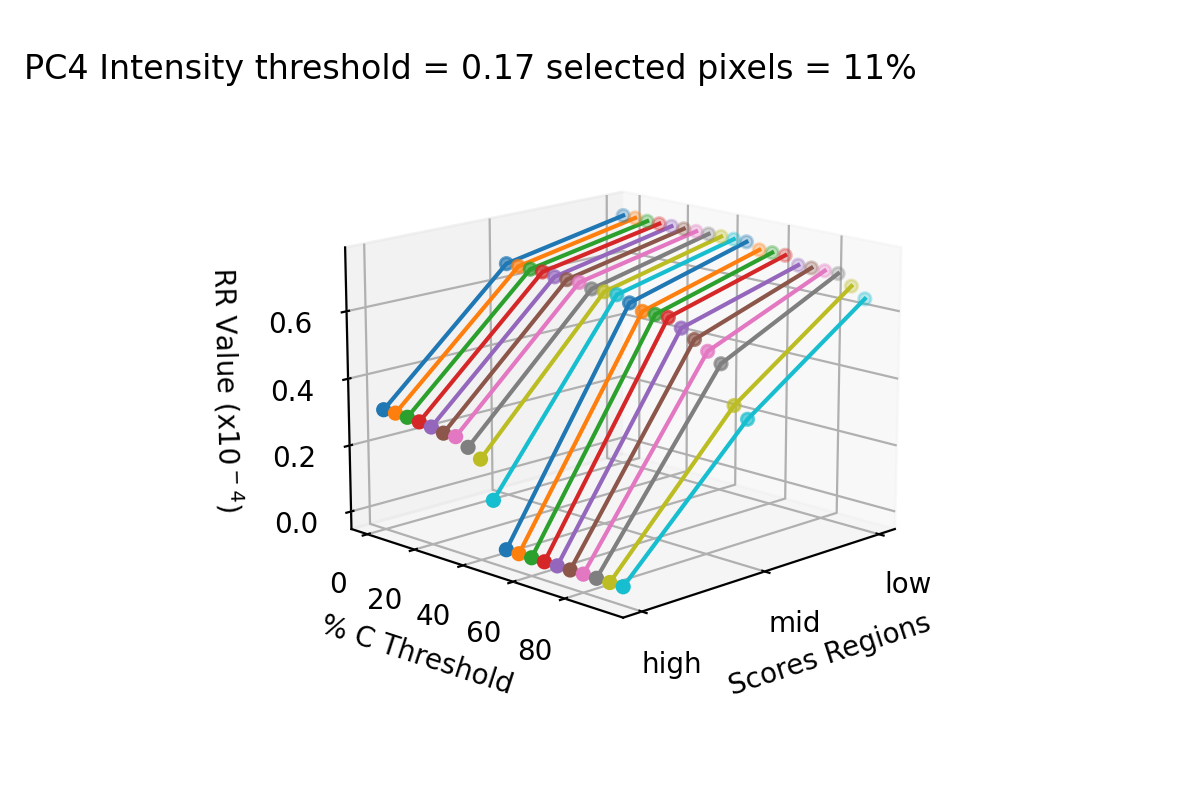 PC4 Intensity threshold = 0.17 selected pixels = 11%
RR Value (x10⁻⁴)
0.6
0.4
0.2
0.0
0
20
40
60
80
% C Threshold
high
mid
low
Scores Regions